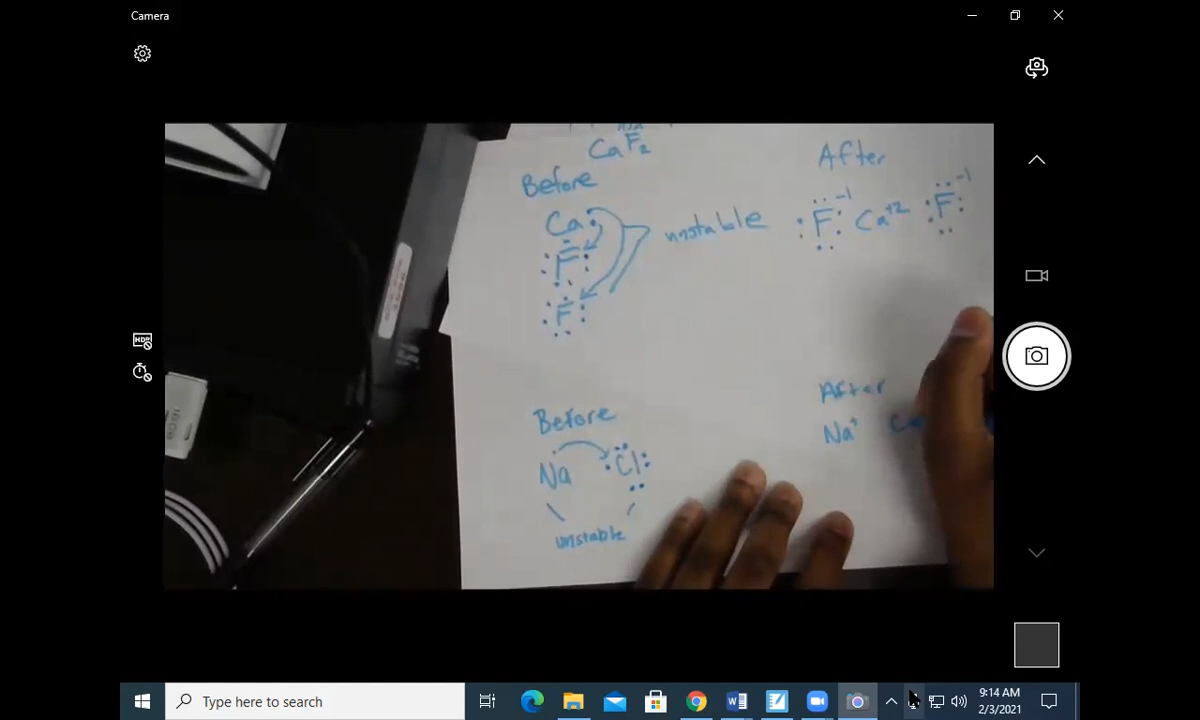 Camera
CaF2
Before
After
Ca
F
F
unstable
F-1 Ca+2 F-1
Before
Na Cl
unstable
After
Na+
Type here to search
9:14 AM
2/3/2021